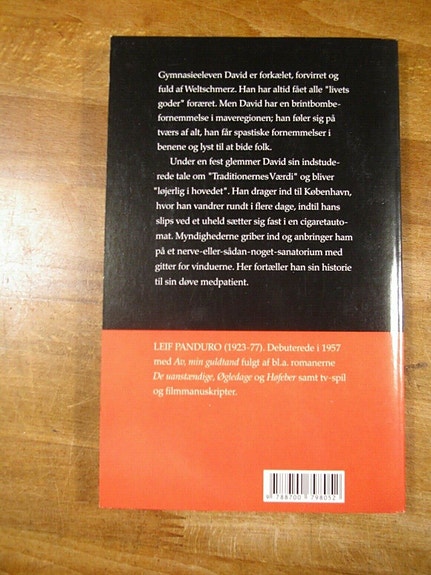 Gymnasieeleven David er forkælet, forvirret og
fuld af Weltschmerz. Han har altid fået alle "livets
goder" foræret. Men David har en brintbombe-
fornemmelse i maveregionen; han føler sig på
tværs af alt, han får spastiske fornemmelser i
benene og lyst til at bide folk.
Under en fest glemmer David sin indstude-
rede tale om "Traditionernes Værdi" og bliver
"løjerlig i hovedet". Han drager ind til København,
hvor han vandrer rundt i flere dage, indtil hans
slips ved et uheld sætter sig fast i en cigaretauto-
mat. Myndighederne griber ind og anbringer ham
på et nerve-eller-sådan-noget-sanatorium med
gitter for vinduerne. Her fortæller han sin historie
til sin døve medpatient.
LEIF PANDURO (1923-77). Debuterede i 1957
med Av, min guldtand fulgt af bl.a. romanerne
De uanstændige, Øgledage og Høfeber samt tv-spil
og filmmanuskripter.
9 788700 798052